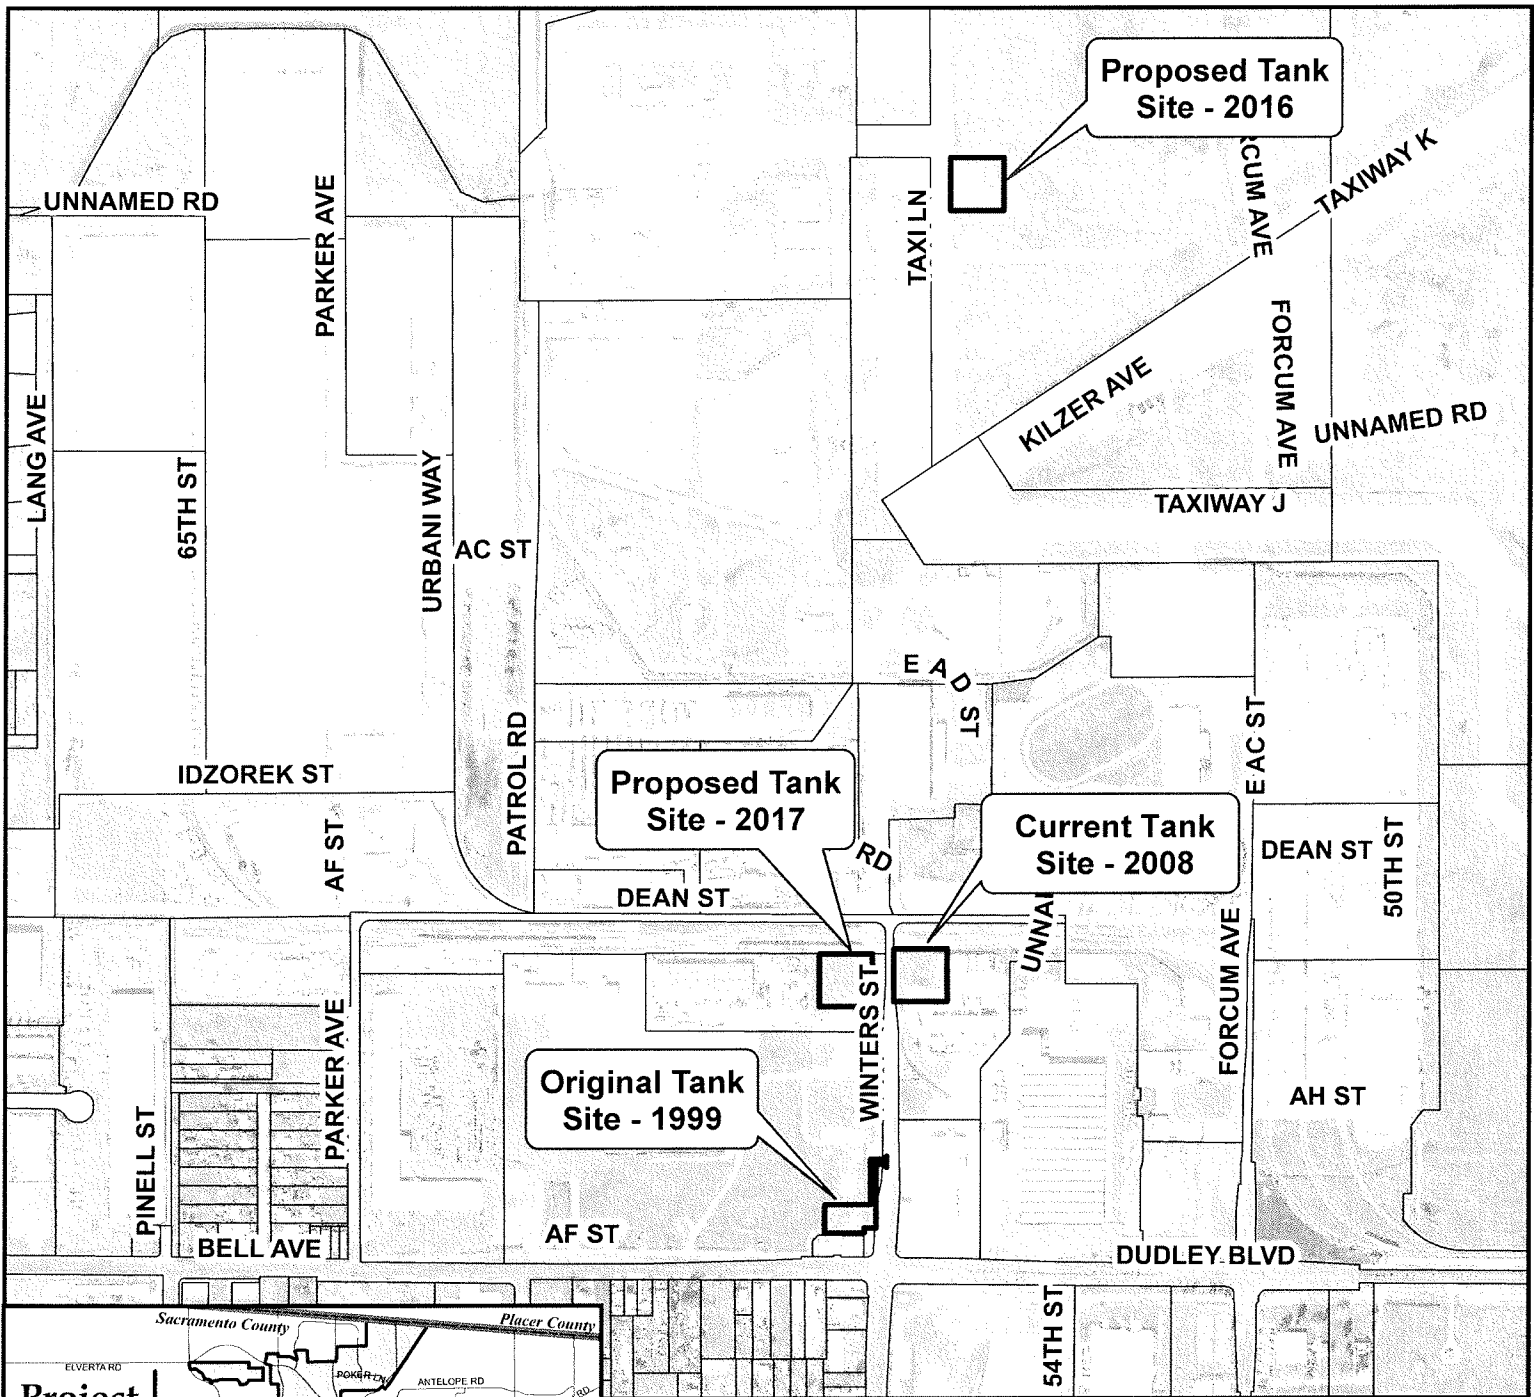 Proposed Tank
Site - 2016
RCUM AVE
TAXIWAY K
UNNAMED RD
PARKER AVE
TAXI LN
FORCUM AVE
KILZER AVE
UNNAMED RD
LANG AVE
65TH ST
URBANI WAY
AC ST
TAXIWAY J
E A D
ST
PATROL RD
E AC ST
IDZOREK ST
Proposed Tank
Site - 2017
RD
Current Tank
Site - 2008
AF ST
DEAN ST
50TH ST
DEAN ST
UNNA
FORCUM AVE
WINTERS ST
PARKER AVE
Original Tank
Site - 1999
AH ST
PINELL ST
AF ST
BELL AVE
DUDLEY BLVD
54TH ST
Sacramento County
Placer County
ELVERTA RD
POKER LN
ANTELOPE RD
RD
Project